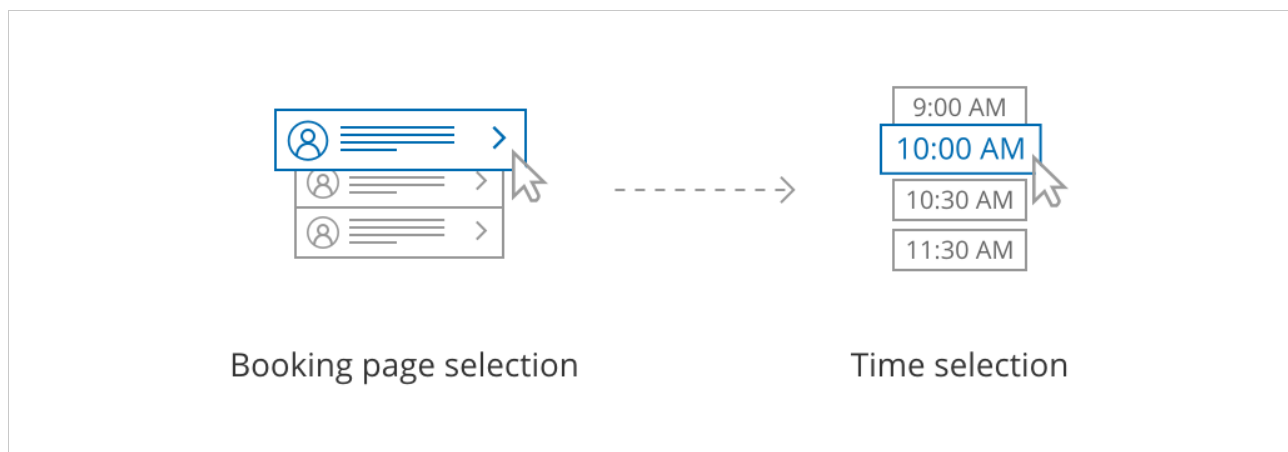 9:00 AM
10:00 AM
10:30 AM
11:30 AM
Booking page selection
Time selection